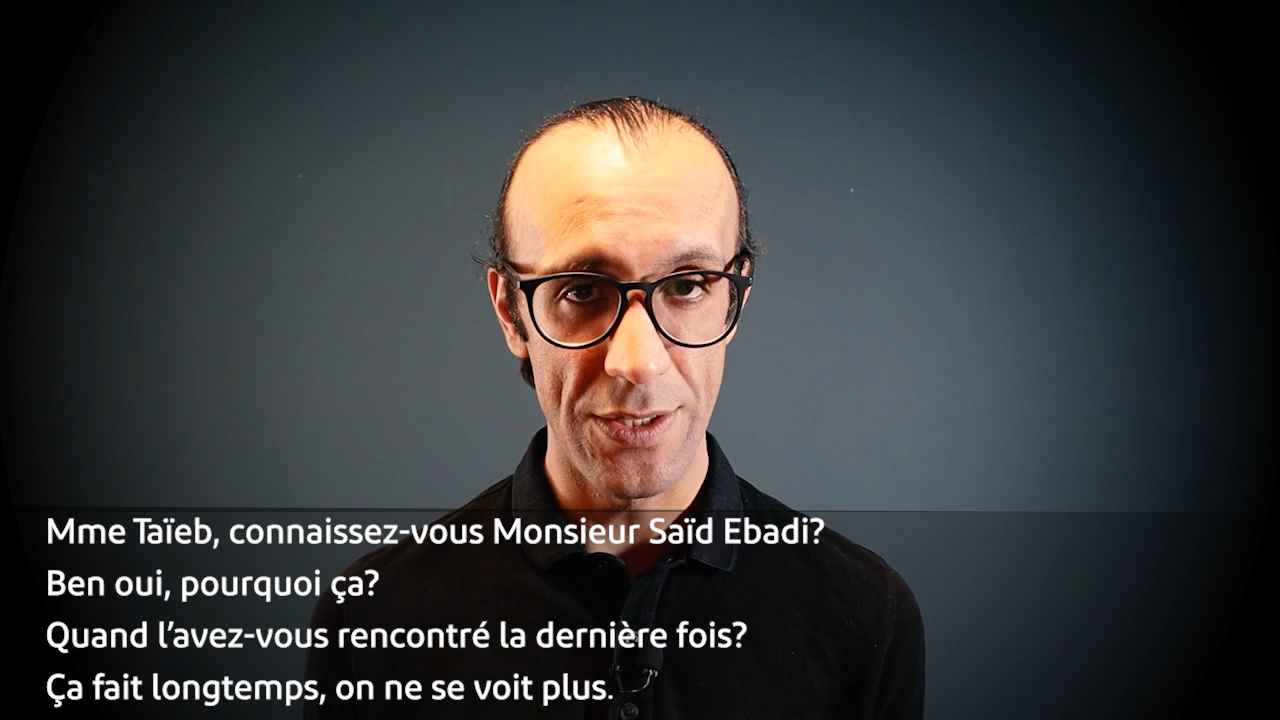 Mme Taïeb, connaissez-vous Monsieur Saïd Ebadi?
Ben oui, pourquoi ça?
Quand l’avez-vous rencontré la dernière fois?
Ça fait longtemps, on ne se voit plus.